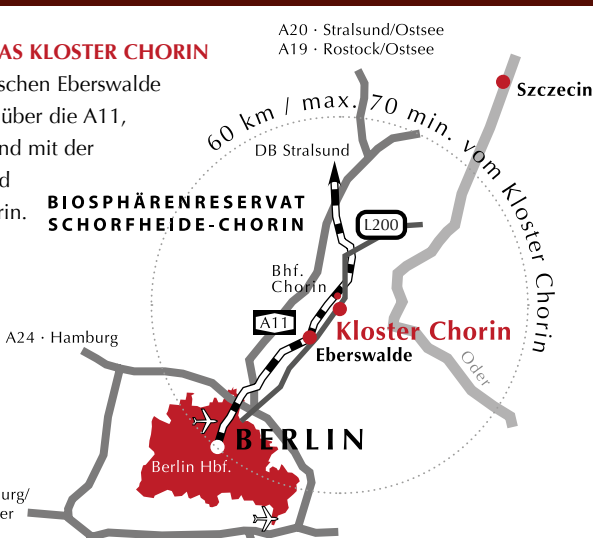 A20 · Stralsund/Ostsee
A19 · Rostock/Ostsee
AS KLOSTER CHORIN
schen Eberswalde
über die A11,
nd mit der
d
rin.
Szczecin
60 km / max. 70 min. vom Kloster Chorin
DB Stralsund
BIOSPHÄRENRESERVAT
SCHORFHEIDE-CHORIN
L200
Bhf.
Chorin
A11
Kloster Chorin
Eberswalde
A24 · Hamburg
Oder
BERLIN
Berlin Hbf.
urg/
er